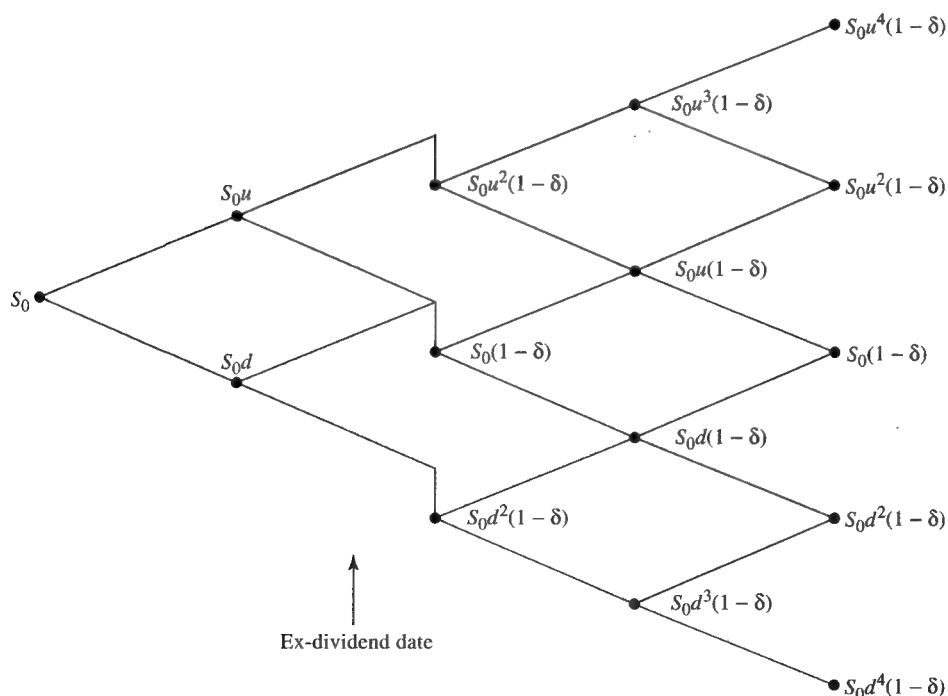 S₀u⁴(1 − δ)
S₀u³(1 − δ)
S₀u²(1 − δ)
S₀u²(1 − δ)
S₀u
S₀u(1 − δ)
S₀
S₀(1 − δ)
S₀(1 − δ)
S₀d
S₀d(1 − δ)
S₀d²(1 − δ)
S₀d²(1 − δ)
S₀d³(1 − δ)
Ex-dividend date
S₀d⁴(1 − δ)